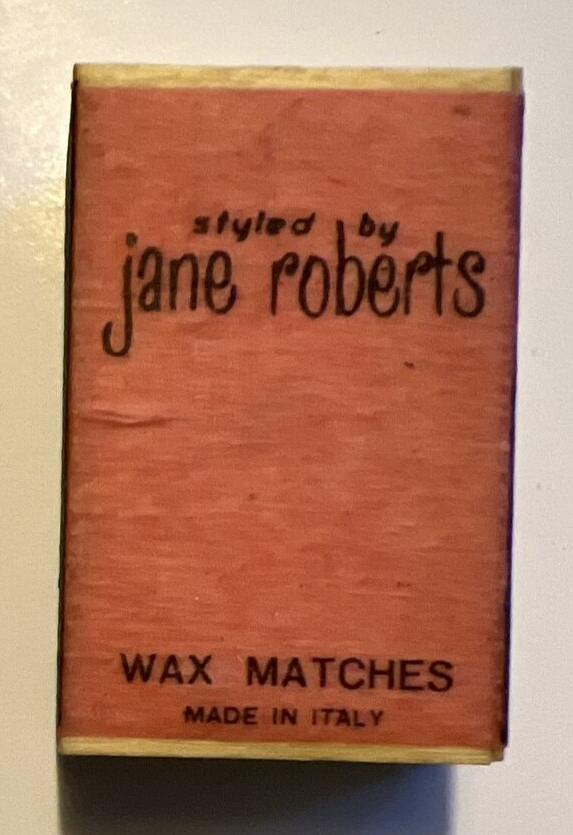 styled by
jane roberts
WAX MATCHES
MADE IN ITALY